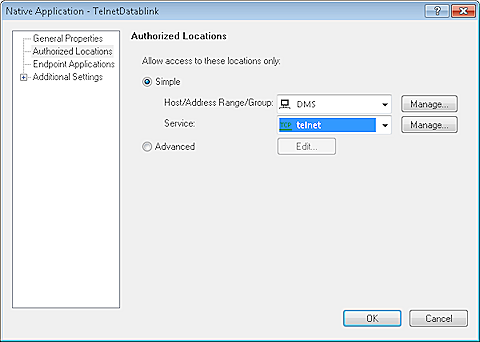 Native Application - TelnetDatablink
General Properties
Authorized Locations
Endpoint Applications
Additional Settings
Authorized Locations
Allow access to these locations only:
Simple
Host/Address Range/Group: DMS Manage...
Service: TCP telnet Manage...
Advanced Edit...
OK Cancel